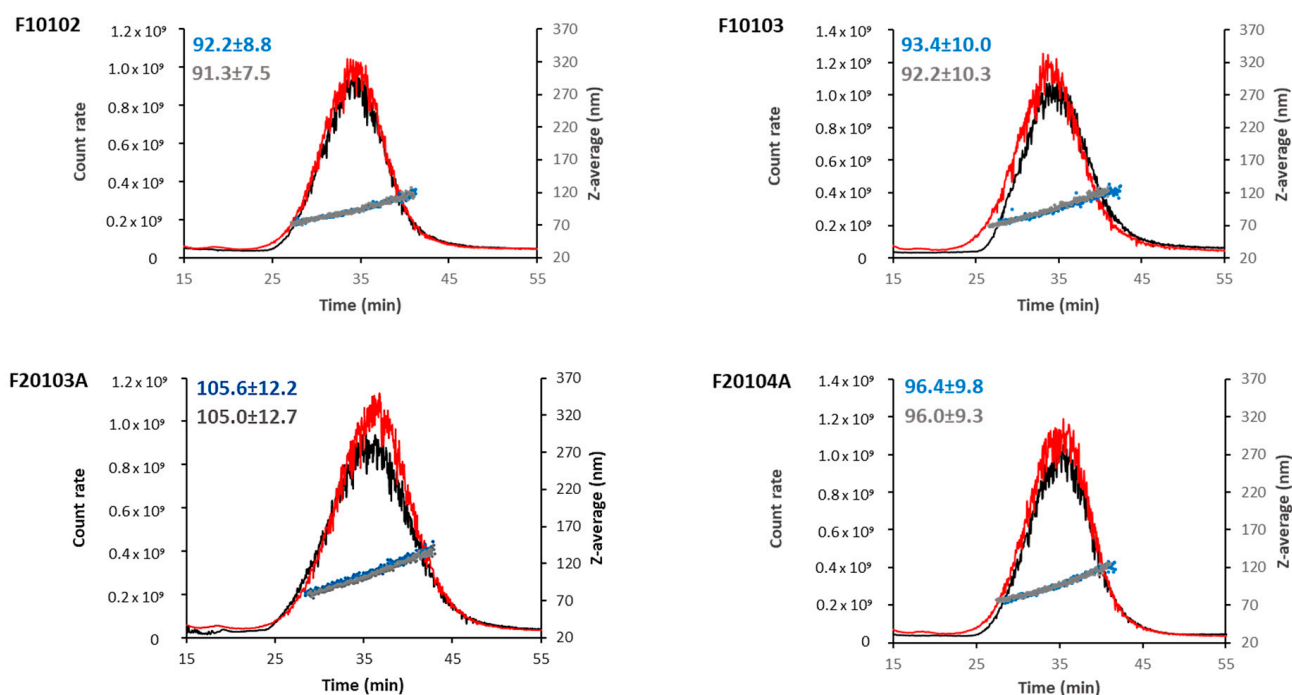 F10102
92.2±8.8
91.3±7.5
Count rate
1.2 x 10⁹
1.0 x 10⁹
0.8 x 10⁹
0.6 x 10⁹
0.4 x 10⁹
0.2 x 10⁹
0
370
320
270
220
170
120
70
20
Z-average (nm)
15 25 35 45 55
Time (min)
F10103
93.4±10.0
92.2±10.3
Count rate
1.4 x 10⁹
1.2 x 10⁹
1.0 x 10⁹
0.8 x 10⁹
0.6 x 10⁹
0.4 x 10⁹
0.2 x 10⁹
0
370
320
270
220
170
120
70
20
Z-average (nm)
15 25 35 45 55
Time (min)
F20103A
105.6±12.2
105.0±12.7
Count rate
1.2 x 10⁹
1.0 x 10⁹
0.8 x 10⁹
0.6 x 10⁹
0.4 x 10⁹
0.2 x 10⁹
0
370
320
270
220
170
120
70
20
Z-average (nm)
15 25 35 45 55
Time (min)
F20104A
96.4±9.8
96.0±9.3
Count rate
1.4 x 10⁹
1.2 x 10⁹
1.0 x 10⁹
0.8 x 10⁹
0.6 x 10⁹
0.4 x 10⁹
0.2 x 10⁹
0
370
320
270
220
170
120
70
20
Z-average (nm)
15 25 35 45 55
Time (min)